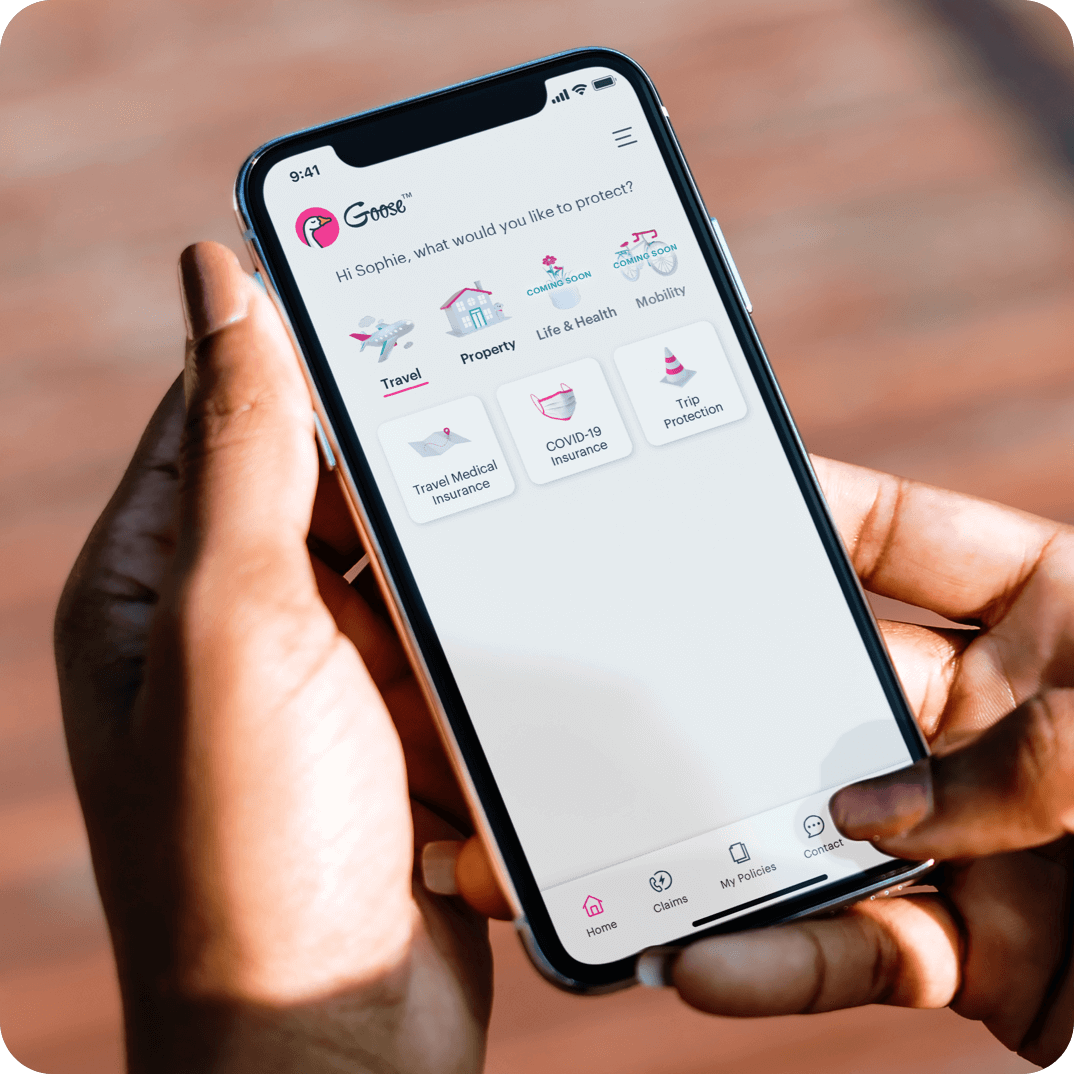 9:41
Goose™
Hi Sophie, what would you like to protect?
Travel
Property
COMING SOON
Life & Health
COMING SOON
Mobility
Travel Medical
Insurance
COVID-19
Insurance
Trip
Protection
Home
Claims
My Policies
Contact